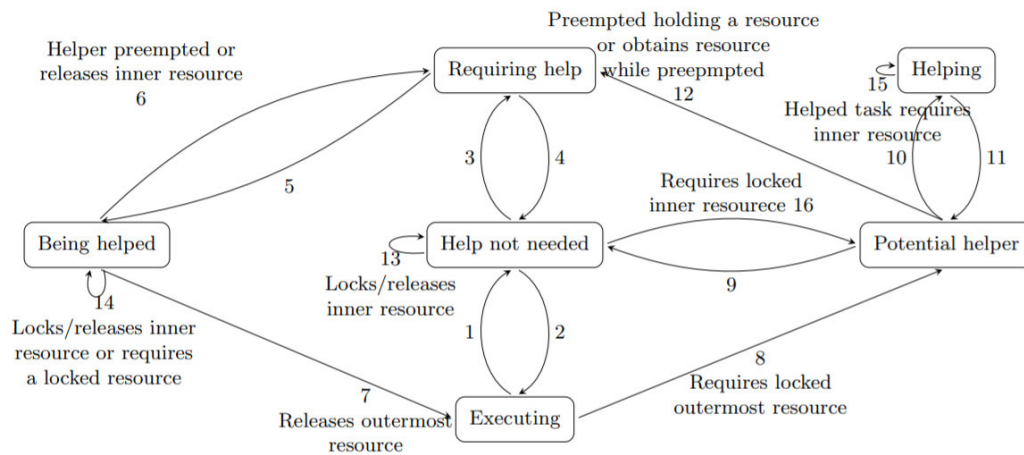 Preempted holding a resource
or obtains resource
while preepmpted
12
Helper preempted or
releases inner resource
6
Requiring help
Helping
15
Helped task requires
inner resource
10
11
3
4
5
Requires locked
inner resourece 16
Being helped
Help not needed
Potential helper
13
Locks/releases
inner resource
9
14
Locks/releases inner
resource or requires
a locked resource
1
2
8
Requires locked
outermost resource
7
Releases outermost
resource
Executing